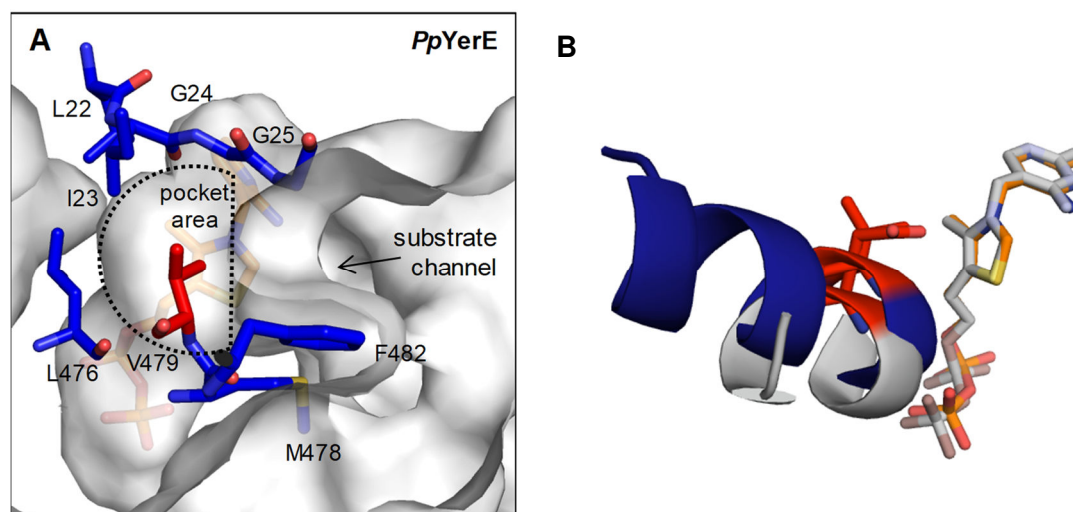 A
PpYerE
B
G24
L22
G25
I23
pocket
area
substrate
channel
L476
V479
F482
M478